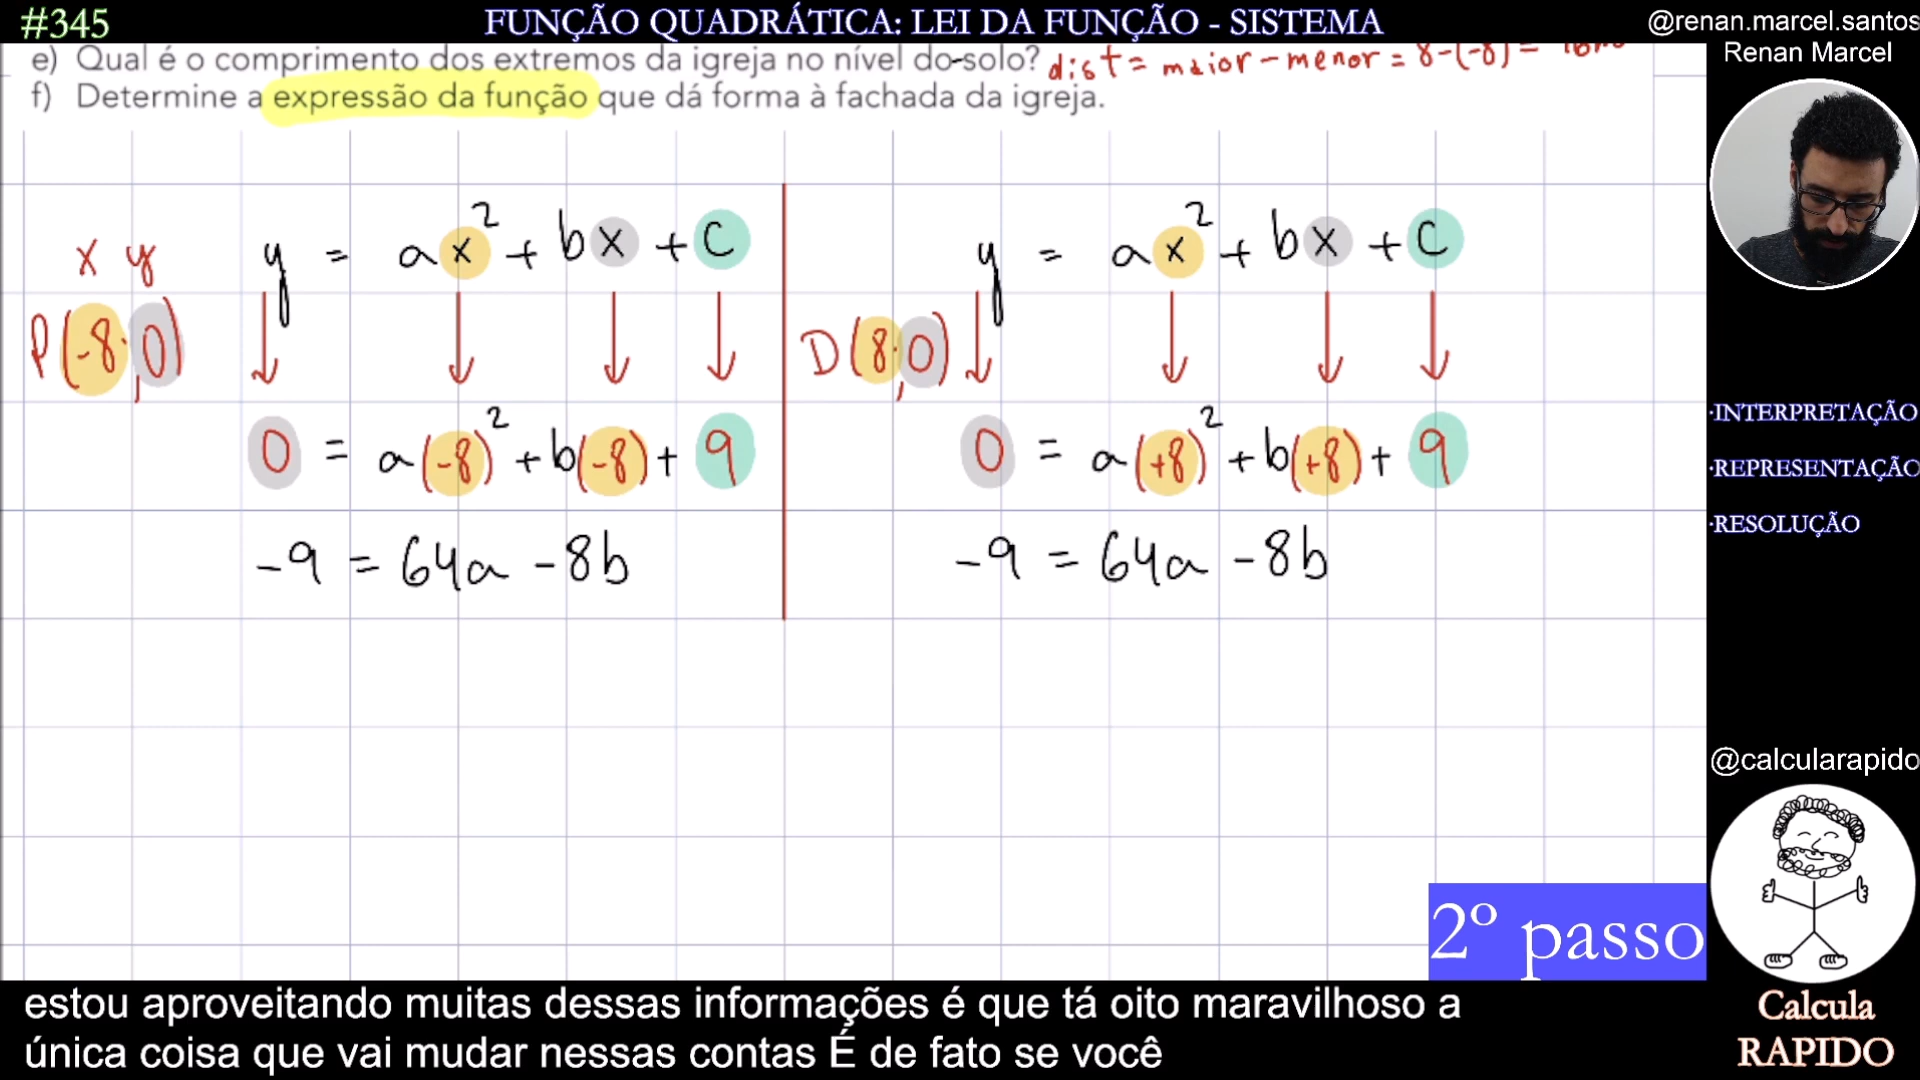 #345
FUNÇÃO QUADRÁTICA: LEI DA FUNÇÃO - SISTEMA
@renan.marcel.santos
Renan Marcel
e) Qual é o comprimento dos extremos da igreja no nível do solo? dist = maior - menor = 8-(-8) =
f) Determine a expressão da função que dá forma à fachada da igreja.
x y
y = ax² + bx + c
P(-8,0)
0 = a(-8)² + b(-8) + 9
-9 = 64a - 8b
y = ax² + bx + c
D(8,0)
0 = a(+8)² + b(+8) + 9
-9 = 64a - 8b
·INTERPRETAÇÃO
·REPRESENTAÇÃO
·RESOLUÇÃO
@calcularapido
2º passo
Calcula
RAPIDO
estou aproveitando muitas dessas informações é que tá oito maravilhoso a
única coisa que vai mudar nessas contas É de fato se você